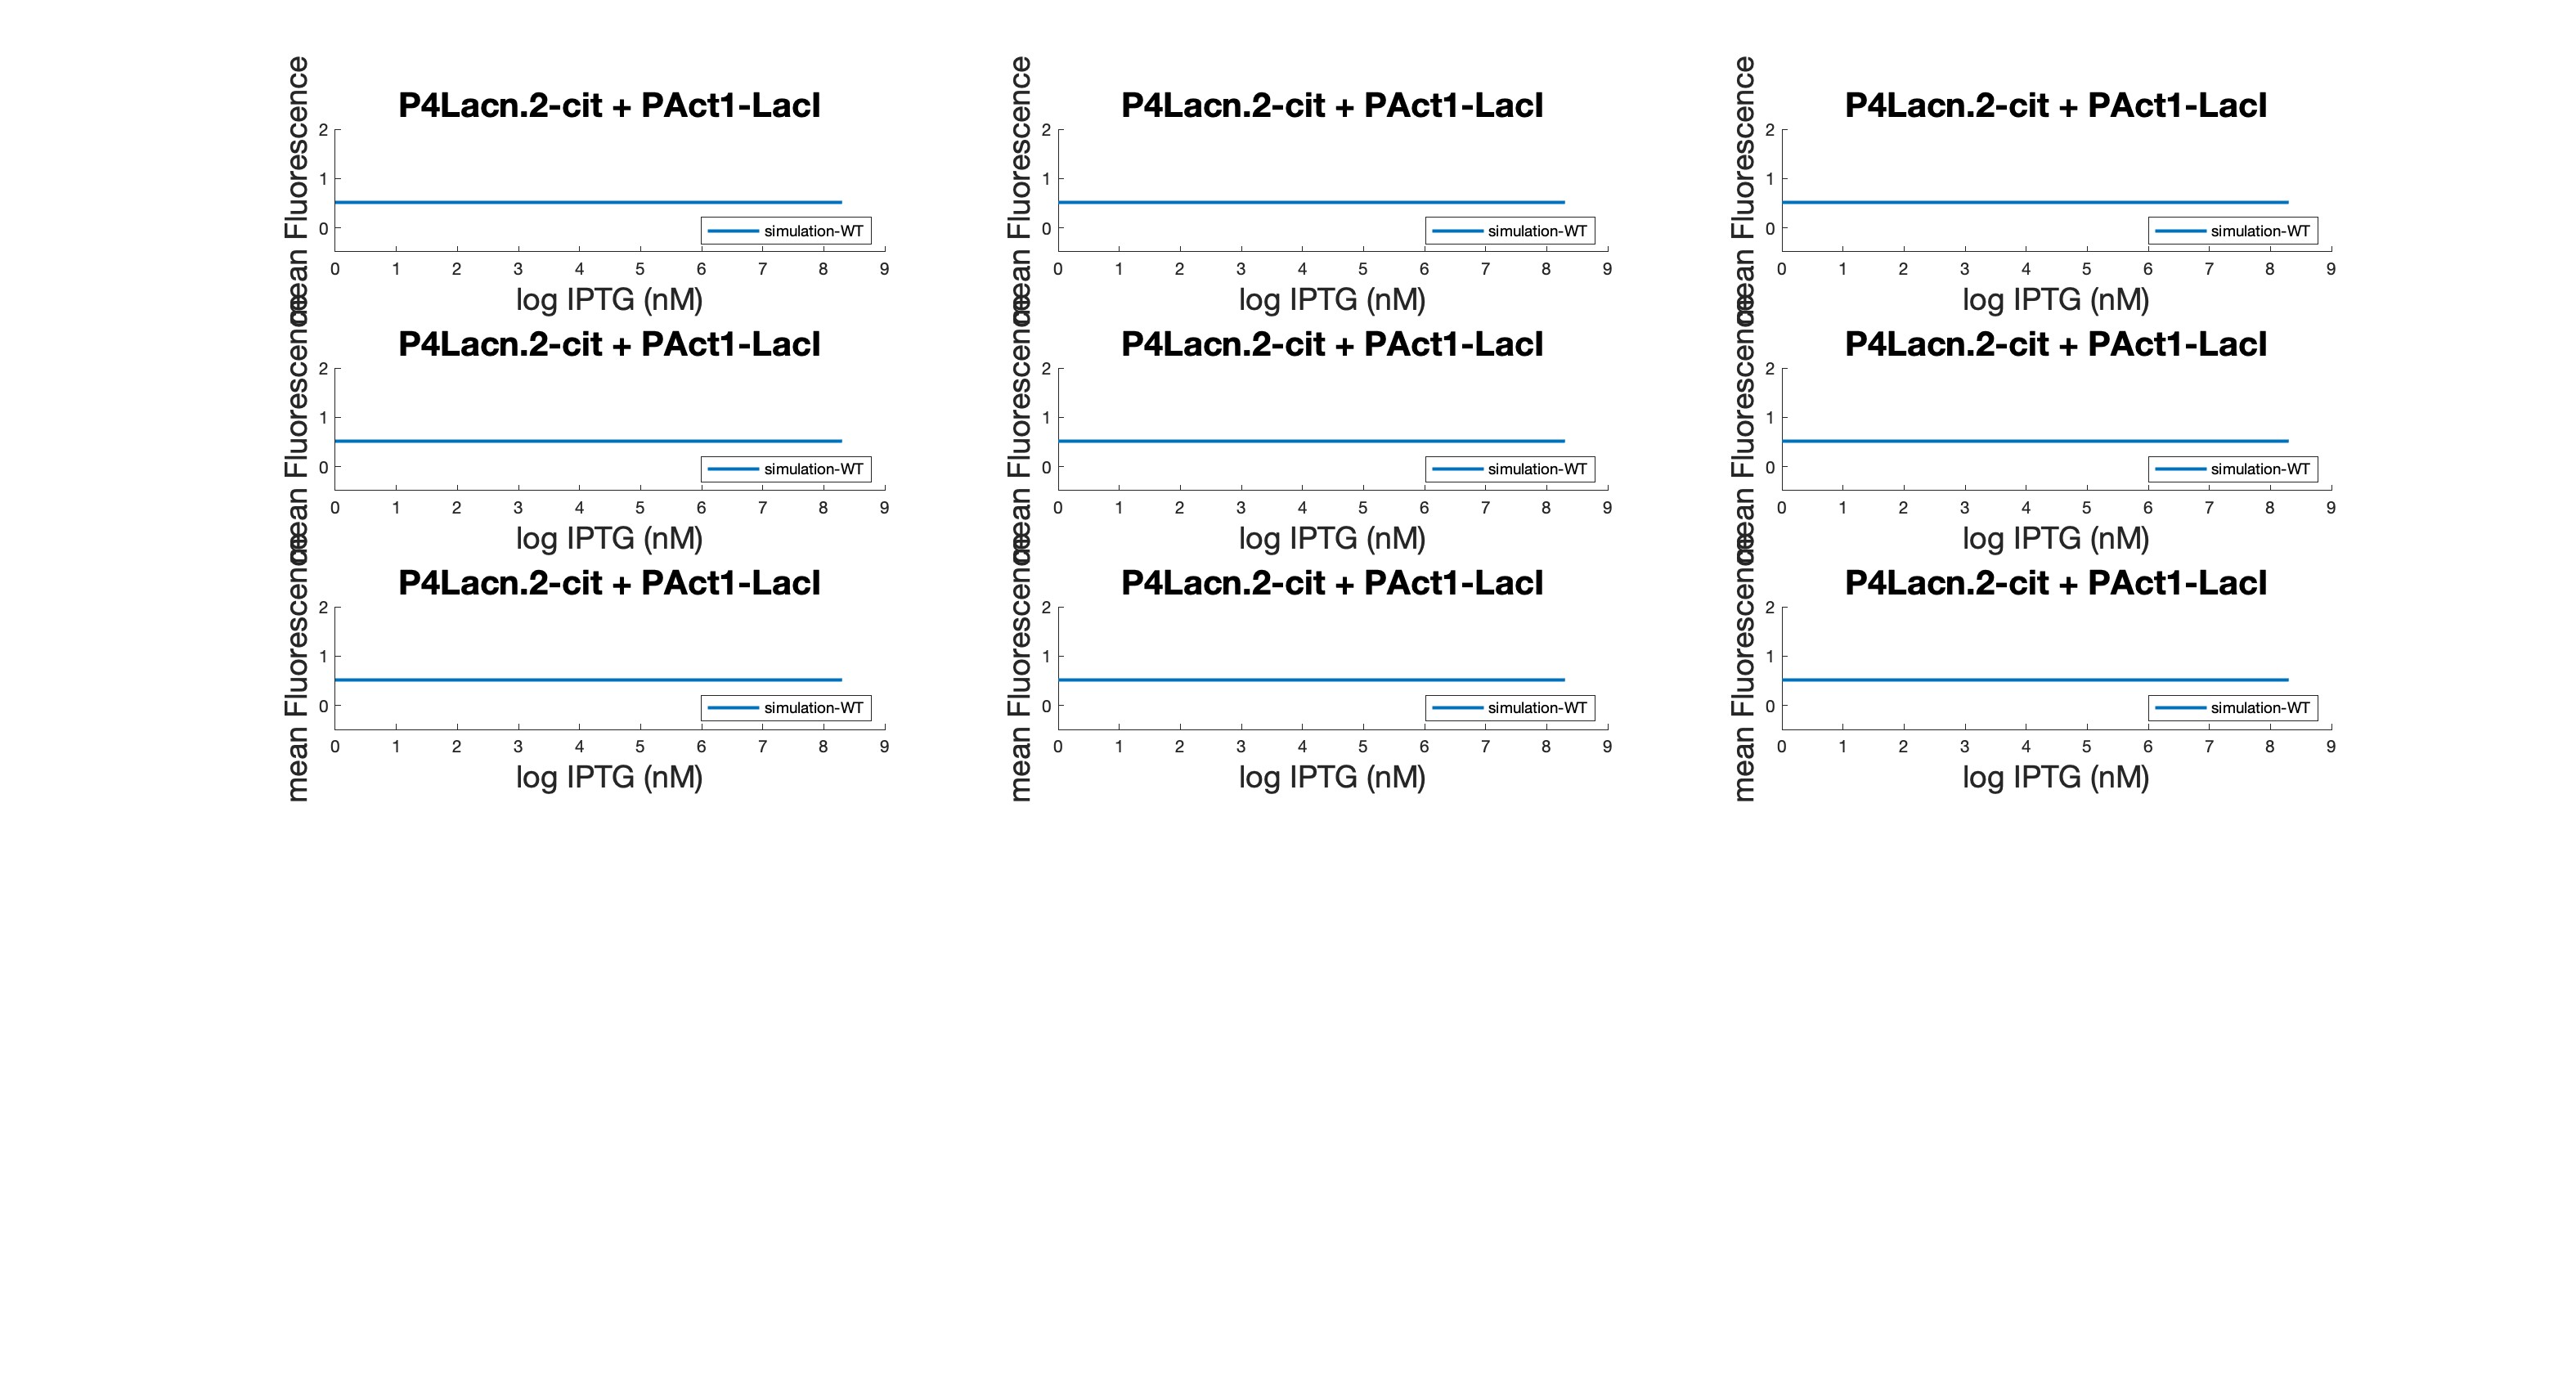 P4Lacn.2-cit + PAct1-LacI
mean Fluorescence
2
1
0
simulation-WT
0 1 2 3 4 5 6 7 8 9
log IPTG (nM)
P4Lacn.2-cit + PAct1-LacI
mean Fluorescence
2
1
0
simulation-WT
0 1 2 3 4 5 6 7 8 9
log IPTG (nM)
P4Lacn.2-cit + PAct1-LacI
mean Fluorescence
2
1
0
simulation-WT
0 1 2 3 4 5 6 7 8 9
log IPTG (nM)
P4Lacn.2-cit + PAct1-LacI
mean Fluorescence
2
1
0
simulation-WT
0 1 2 3 4 5 6 7 8 9
log IPTG (nM)
P4Lacn.2-cit + PAct1-LacI
mean Fluorescence
2
1
0
simulation-WT
0 1 2 3 4 5 6 7 8 9
log IPTG (nM)
P4Lacn.2-cit + PAct1-LacI
mean Fluorescence
2
1
0
simulation-WT
0 1 2 3 4 5 6 7 8 9
log IPTG (nM)
P4Lacn.2-cit + PAct1-LacI
mean Fluorescence
2
1
0
simulation-WT
0 1 2 3 4 5 6 7 8 9
log IPTG (nM)
P4Lacn.2-cit + PAct1-LacI
mean Fluorescence
2
1
0
simulation-WT
0 1 2 3 4 5 6 7 8 9
log IPTG (nM)
P4Lacn.2-cit + PAct1-LacI
mean Fluorescence
2
1
0
simulation-WT
0 1 2 3 4 5 6 7 8 9
log IPTG (nM)